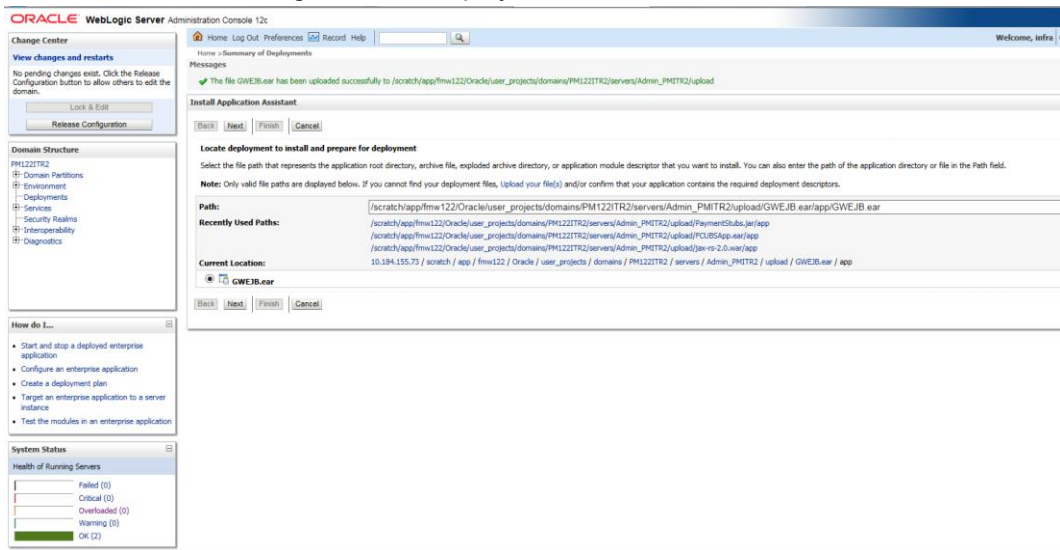 ORACLE WebLogic Server Administration Console 12c
Change Center
View changes and restarts
No pending changes exist. Click the Release
Configuration button to allow others to edit the
domain.
Lock & Edit
Release Configuration
Domain Structure
PM122ITR2
Domain Partitions
Environment
Deployments
Services
Security Realms
Interoperability
Diagnostics
How do I...
Start and stop a deployed enterprise
application
Configure an enterprise application
Create a deployment plan
Target an enterprise application to a server
instance
Test the modules in an enterprise application
System Status
Health of Running Servers
Failed (0)
Critical (0)
Overloaded (0)
Warning (0)
OK (2)
Home Log Out Preferences Record Help
Welcome, infra
Home >Summary of Deployments
Messages
The file GWEJB.ear has been uploaded successfully to /scratch/app/fmw122/Oracle/user_projects/domains/PM122ITR2/servers/Admin_PMITR2/upload
Install Application Assistant
Back Next Finish Cancel
Locate deployment to install and prepare for deployment
Select the file path that represents the application root directory, archive file, exploded archive directory, or application module descriptor that you want to install. You can also enter the path of the application directory or file in the Path field.
Note: Only valid file paths are displayed below. If you cannot find your deployment files, Upload your file(s) and/or confirm that your application contains the required deployment descriptors.
Path: /scratch/app/fmw122/Oracle/user_projects/domains/PM122ITR2/servers/Admin_PMITR2/upload/GWEJB.ear/app/GWEJB.ear
Recently Used Paths: /scratch/app/fmw122/Oracle/user_projects/domains/PM122ITR2/servers/Admin_PMITR2/upload/PaymentStubs.jar/app
/scratch/app/fmw122/Oracle/user_projects/domains/PM122ITR2/servers/Admin_PMITR2/upload/FCUBSApp.ear/app
/scratch/app/fmw122/Oracle/user_projects/domains/PM122ITR2/servers/Admin_PMITR2/upload/jax-rs-2.0.war/app
Current Location: 10.184.155.73 / scratch / app / fmw122 / Oracle / user_projects / domains / PM122ITR2 / servers / Admin_PMITR2 / upload / GWEJB.ear / app
GWEJB.ear
Back Next Finish Cancel